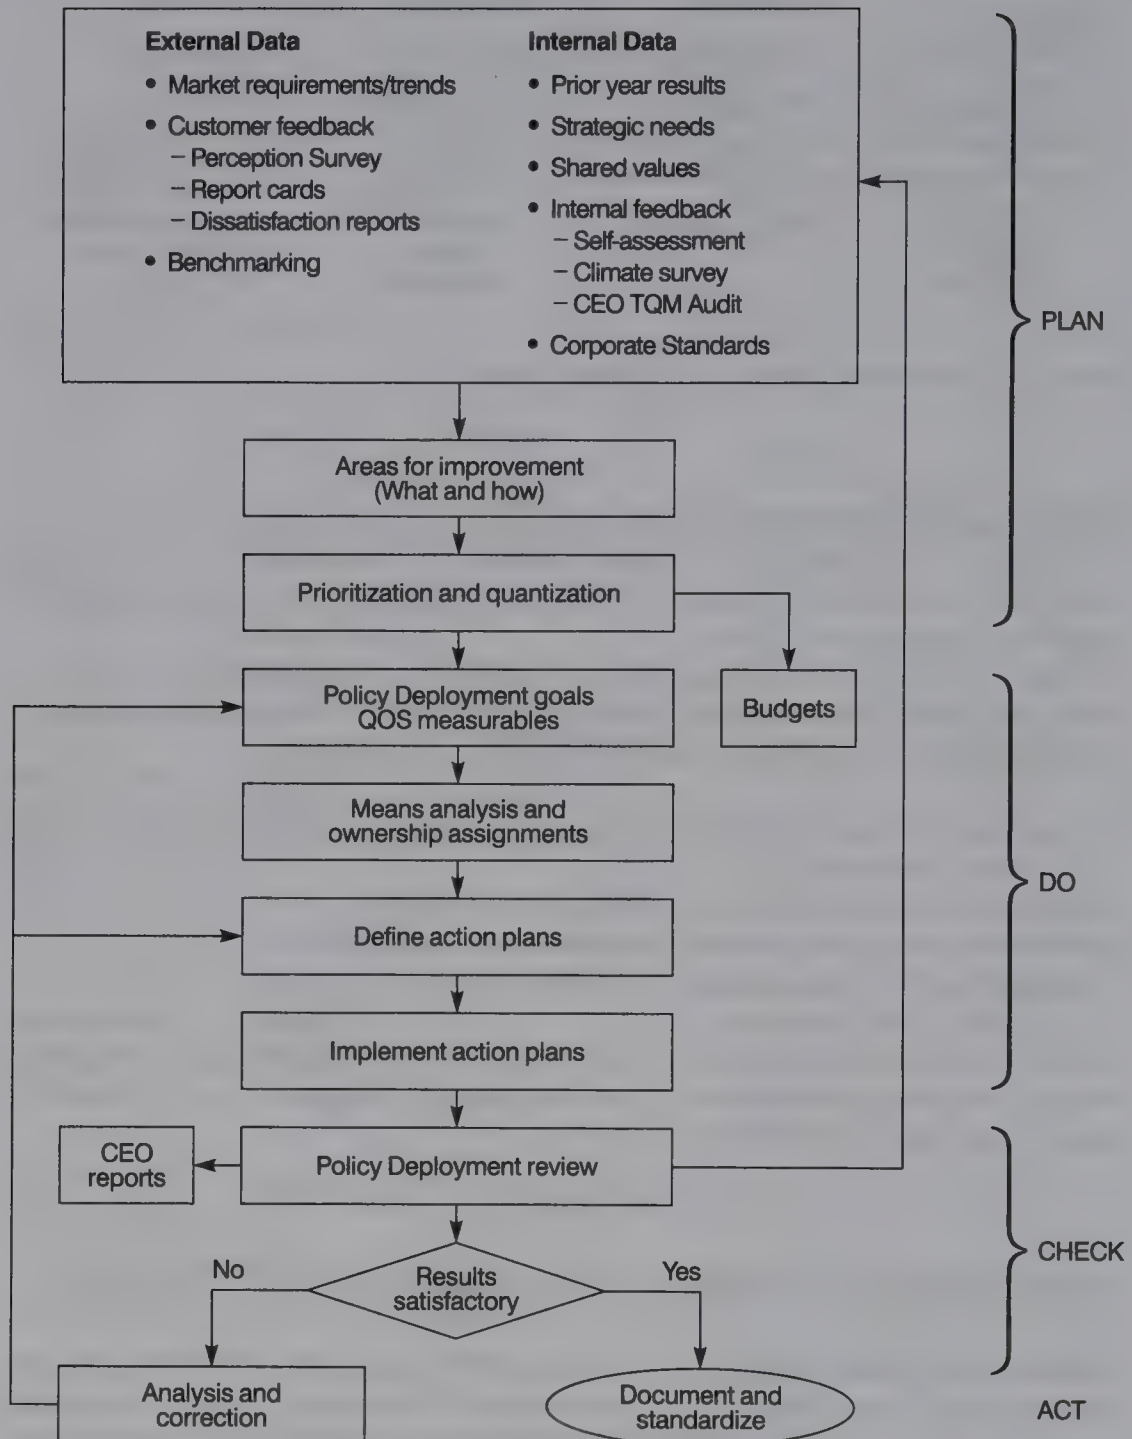 External Data
• Market requirements/trends
• Customer feedback
– Perception Survey
– Report cards
– Dissatisfaction reports
• Benchmarking
Internal Data
• Prior year results
• Strategic needs
• Shared values
• Internal feedback
– Self-assessment
– Climate survey
– CEO TQM Audit
• Corporate Standards
PLAN
Areas for improvement
(What and how)
Prioritization and quantization
Policy Deployment goals
QOS measurables
Budgets
Means analysis and
ownership assignments
DO
Define action plans
Implement action plans
CEO
reports
Policy Deployment review
CHECK
No
Results
satisfactory
Yes
Analysis and
correction
Document and
standardize
ACT